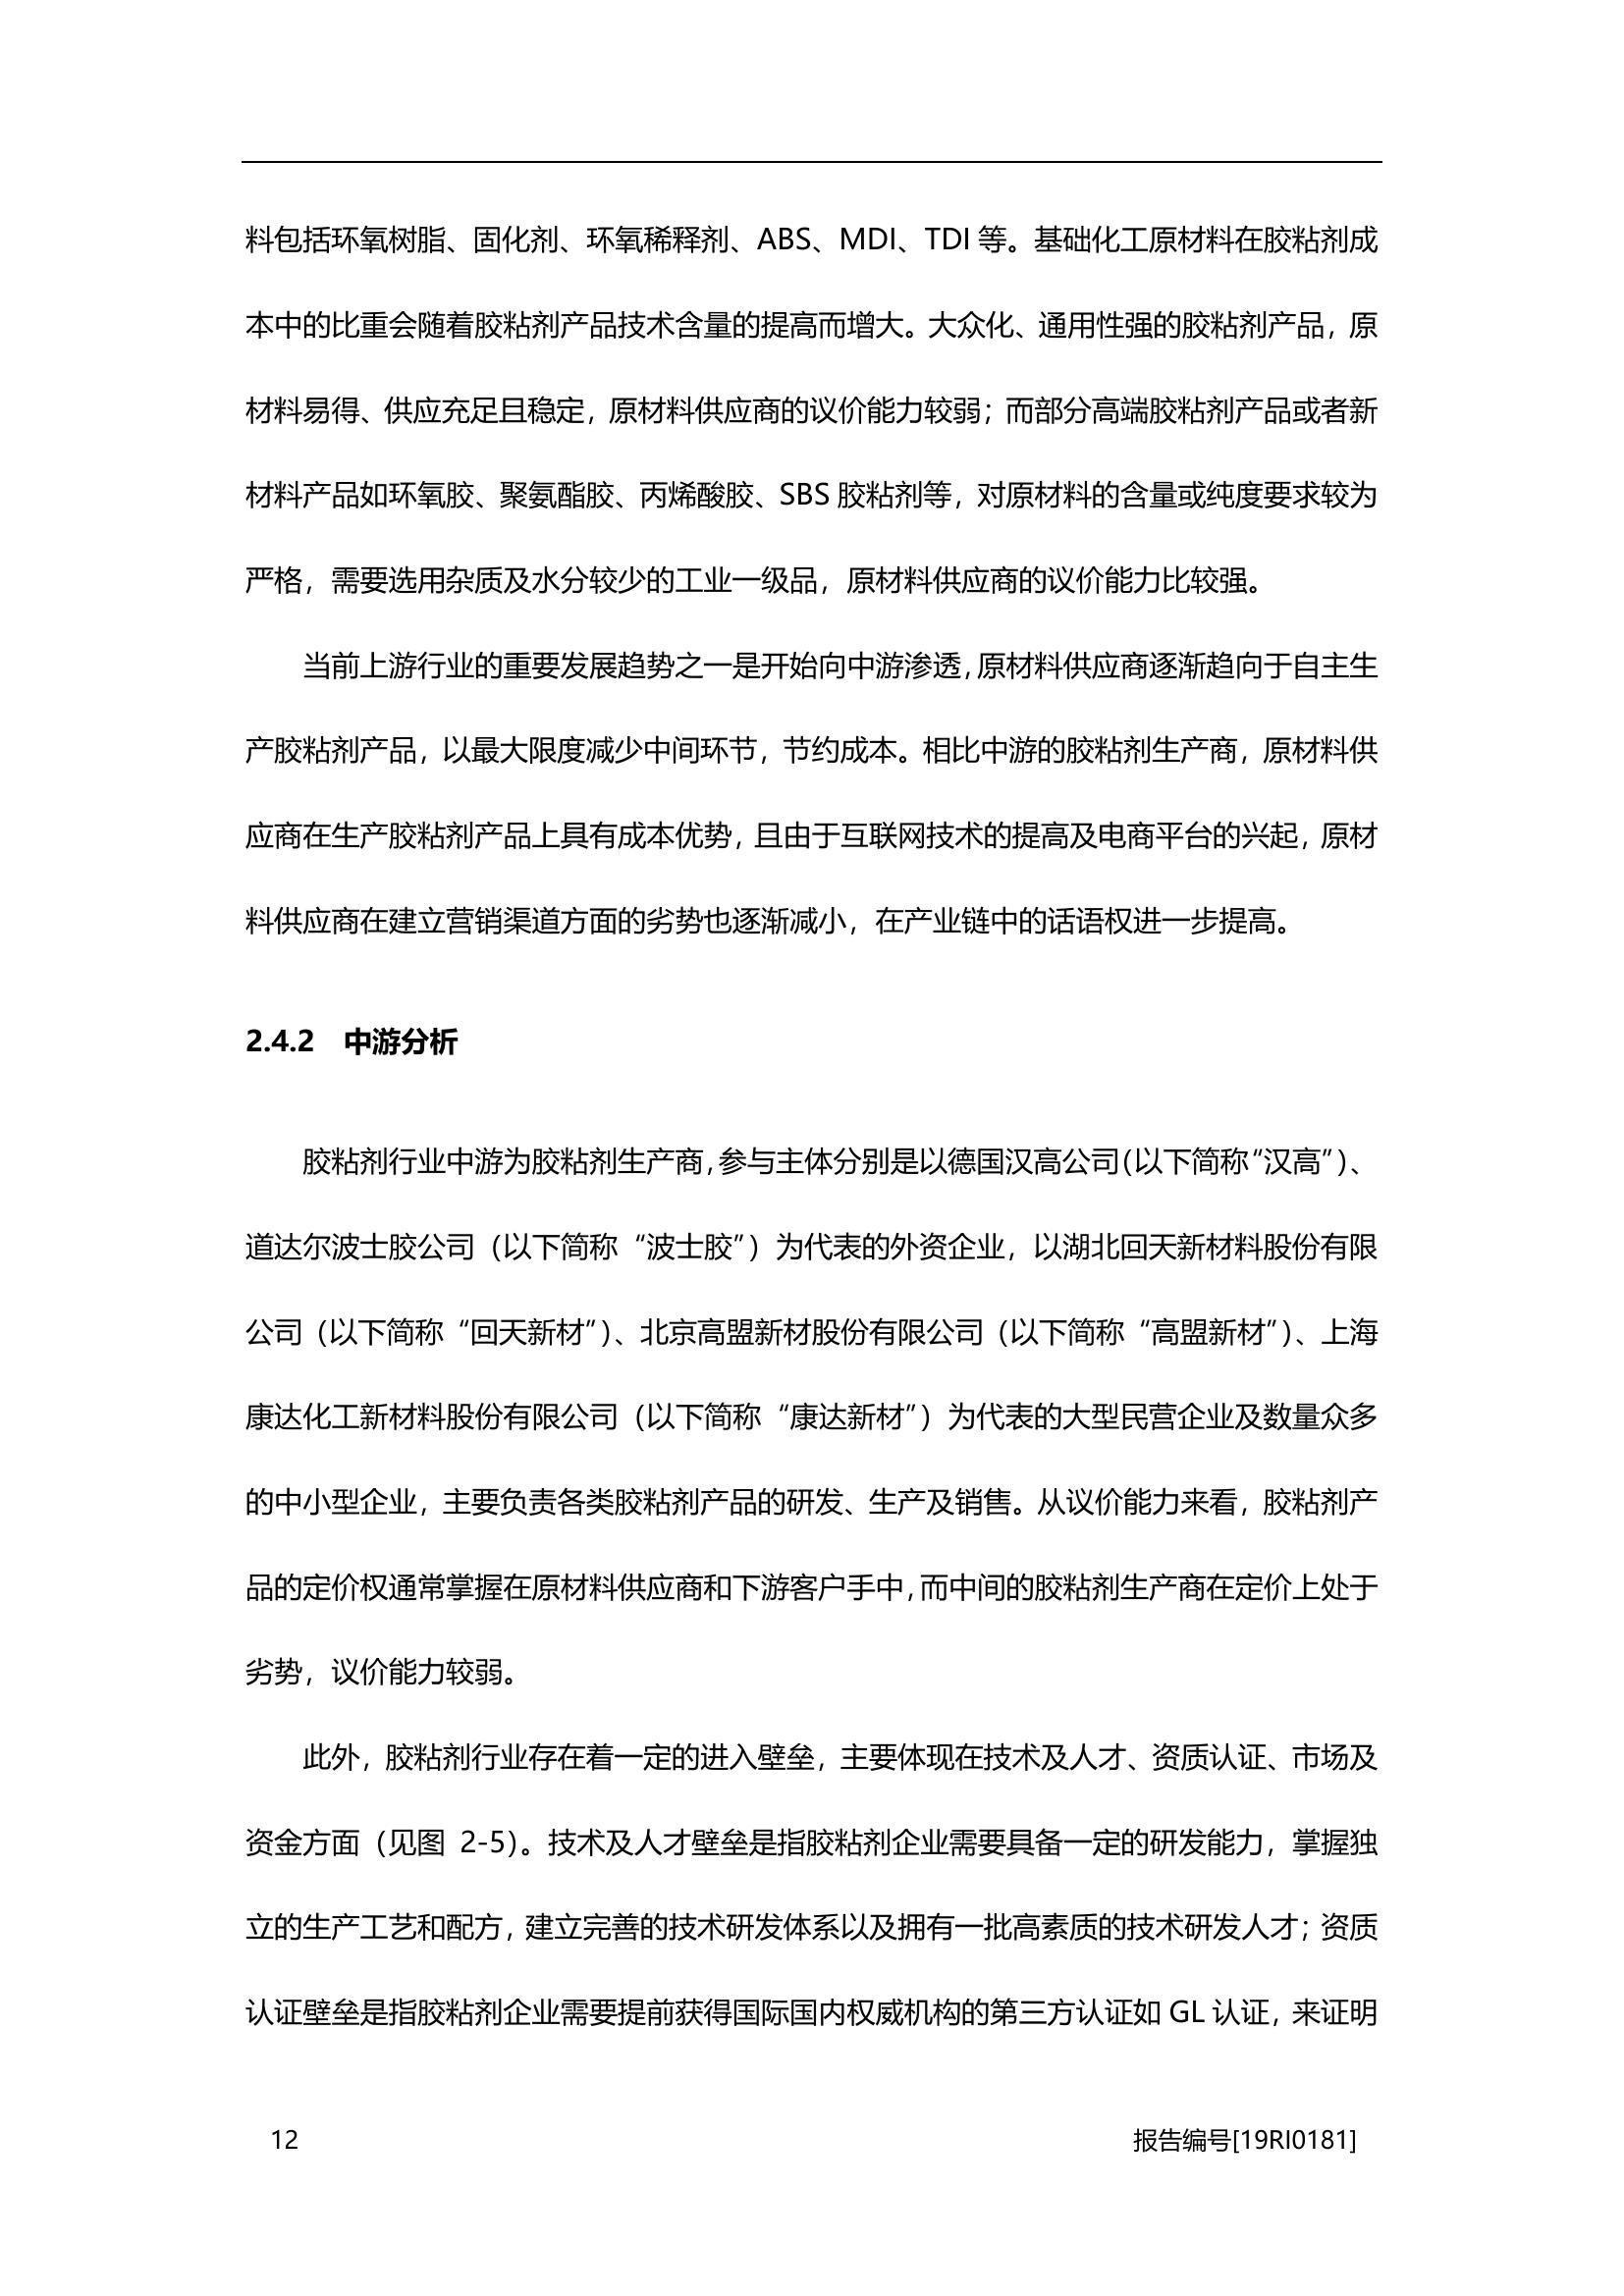 料包括环氧树脂、固化剂、环氧稀释剂、ABS、MDI、TDI 等。基础化工原材料在胶粘剂成
本中的比重会随着胶粘剂产品技术含量的提高而增大。大众化、通用性强的胶粘剂产品，原
材料易得、供应充足且稳定，原材料供应商的议价能力较弱；而部分高端胶粘剂产品或者新
材料产品如环氧胶、聚氨酯胶、丙烯酸胶、SBS 胶粘剂等，对原材料的含量或纯度要求较为
严格，需要选用杂质及水分较少的工业一级品，原材料供应商的议价能力比较强。
当前上游行业的重要发展趋势之一是开始向中游渗透，原材料供应商逐渐趋向于自主生
产胶粘剂产品，以最大限度减少中间环节，节约成本。相比中游的胶粘剂生产商，原材料供
应商在生产胶粘剂产品上具有成本优势，且由于互联网技术的提高及电商平台的兴起，原材
料供应商在建立营销渠道方面的劣势也逐渐减小，在产业链中的话语权进一步提高。
2.4.2 中游分析
胶粘剂行业中游为胶粘剂生产商，参与主体分别是以德国汉高公司（以下简称“汉高”）、
道达尔波士胶公司（以下简称“波士胶”）为代表的外资企业，以湖北回天新材料股份有限
公司（以下简称“回天新材”）、北京高盟新材股份有限公司（以下简称“高盟新材”）、上海
康达化工新材料股份有限公司（以下简称“康达新材”）为代表的大型民营企业及数量众多
的中小型企业，主要负责各类胶粘剂产品的研发、生产及销售。从议价能力来看，胶粘剂产
品的定价权通常掌握在原材料供应商和下游客户手中，而中间的胶粘剂生产商在定价上处于
劣势，议价能力较弱。
此外，胶粘剂行业存在着一定的进入壁垒，主要体现在技术及人才、资质认证、市场及
资金方面（见图 2-5）。技术及人才壁垒是指胶粘剂企业需要具备一定的研发能力，掌握独
立的生产工艺和配方，建立完善的技术研发体系以及拥有一批高素质的技术研发人才；资质
认证壁垒是指胶粘剂企业需要提前获得国际国内权威机构的第三方认证如 GL 认证，来证明
12 报告编号[19RI0181]